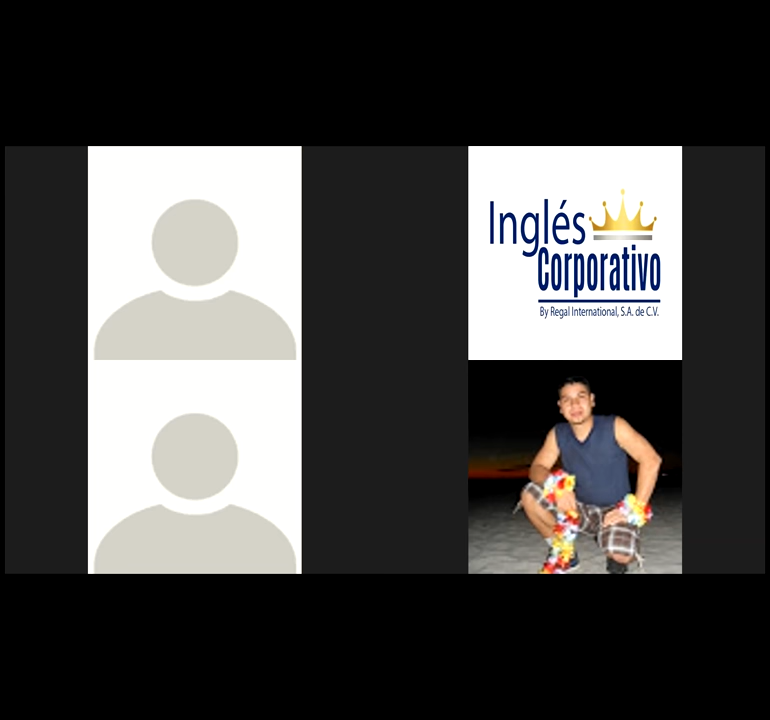 Inglés
Corporativo
By Regal International, S.A. de C.V.